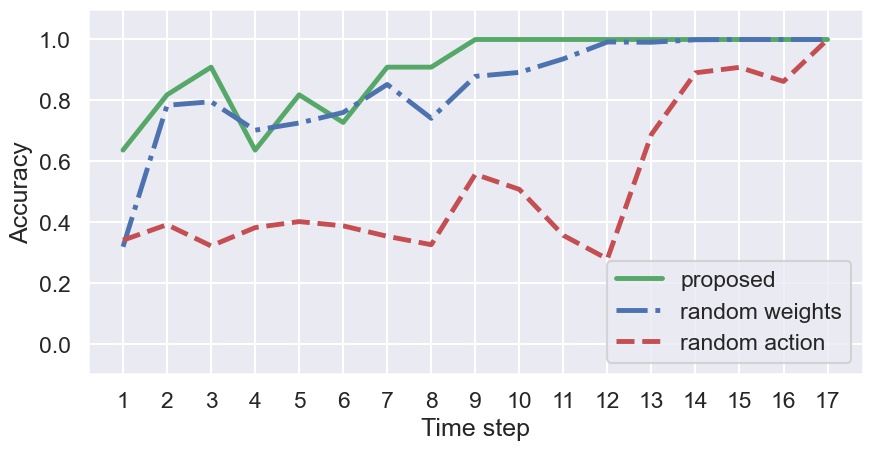 1.0
0.8
0.6
0.4
0.2
0.0
Accuracy
proposed
random weights
random action
1 2 3 4 5 6 7 8 9 10 11 12 13 14 15 16 17
Time step